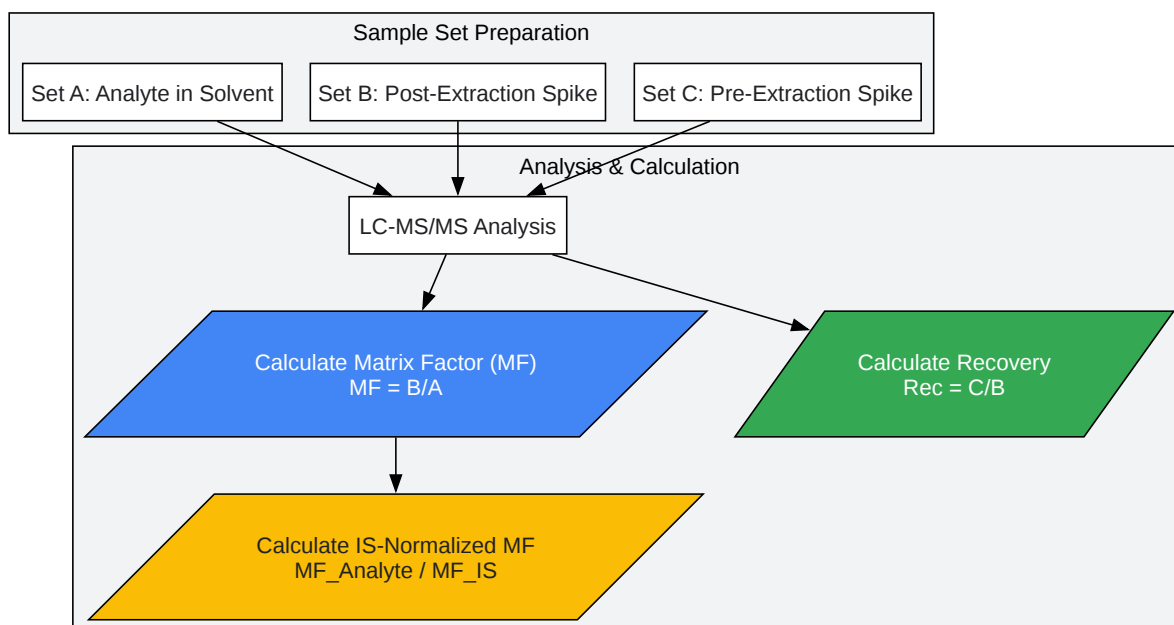 Sample Set Preparation
Set A: Analyte in Solvent
Set B: Post-Extraction Spike
Set C: Pre-Extraction Spike
Analysis & Calculation
LC-MS/MS Analysis
Calculate Matrix Factor (MF)
MF = B/A
Calculate Recovery
Rec = C/B
Calculate IS-Normalized MF
MF_Analyte / MF_IS